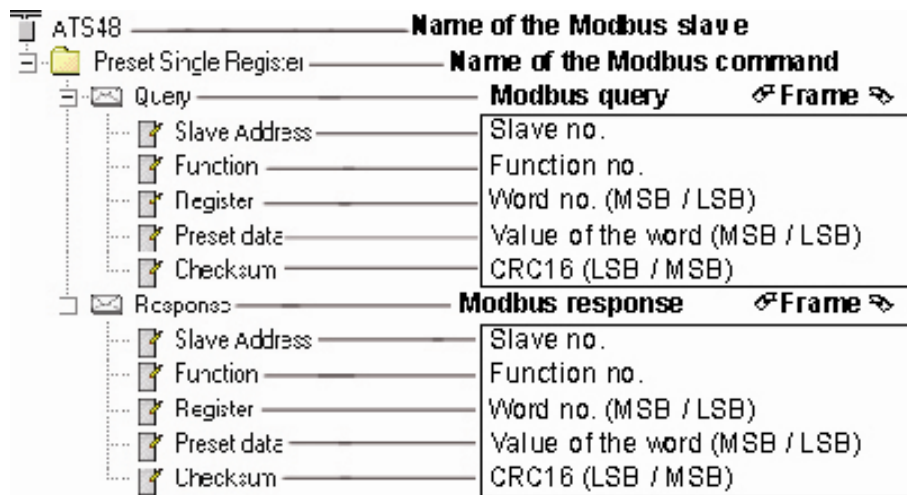 ATS48 Name of the Modbus slave
Preset Single Register Name of the Modbus command
Query Modbus query Frame
Slave Address Slave no.
Function Function no.
Register Word no. (MSB / LSB)
Preset data Value of the word (MSB / LSB)
Checksum CRC16 (LSB / MSB)
Response Modbus response Frame
Slave Address Slave no.
Function Function no.
Register Word no. (MSB / LSB)
Preset data Value of the word (MSB / LSB)
Checksum CRC16 (LSB / MSB)